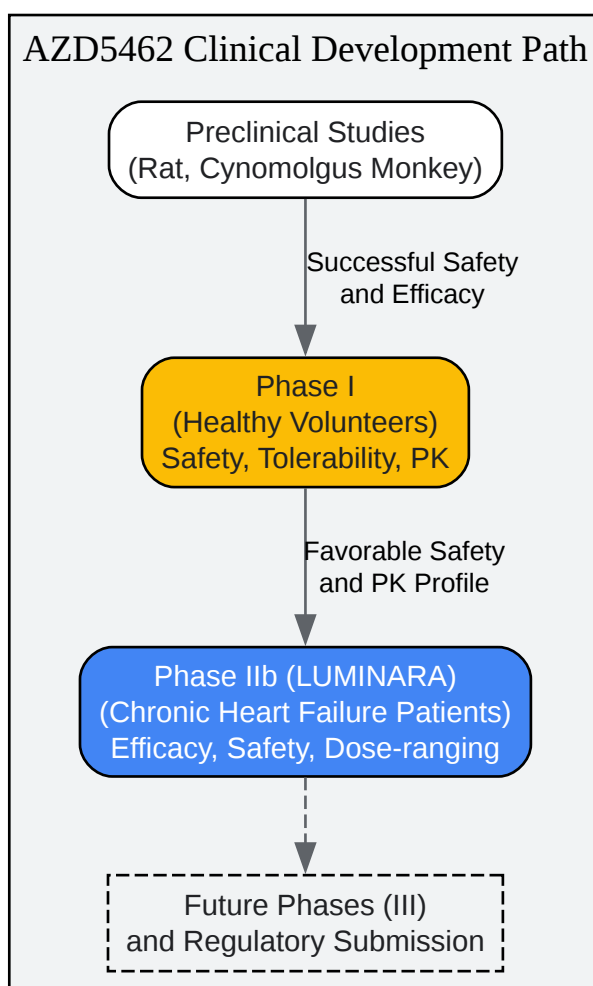 AZD5462 Clinical Development Path
Preclinical Studies
(Rat, Cynomolgus Monkey)
Successful Safety
and Efficacy
Phase I
(Healthy Volunteers)
Safety, Tolerability, PK
Favorable Safety
and PK Profile
Phase IIb (LUMINARA)
(Chronic Heart Failure Patients)
Efficacy, Safety, Dose-ranging
Future Phases (III)
and Regulatory Submission